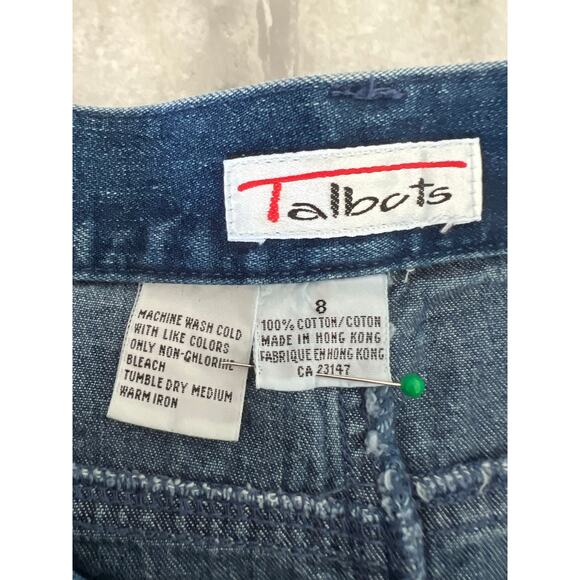 Talbots
MACHINE WASH COLD
WITH LIKE COLORS
ONLY NON-CHLORINE
BLEACH
TUMBLE DRY MEDIUM
WARM IRON
8
100% COTTON/COTON
MADE IN HONG KONG
FABRIQUE EN HONG KONG
CA 23147